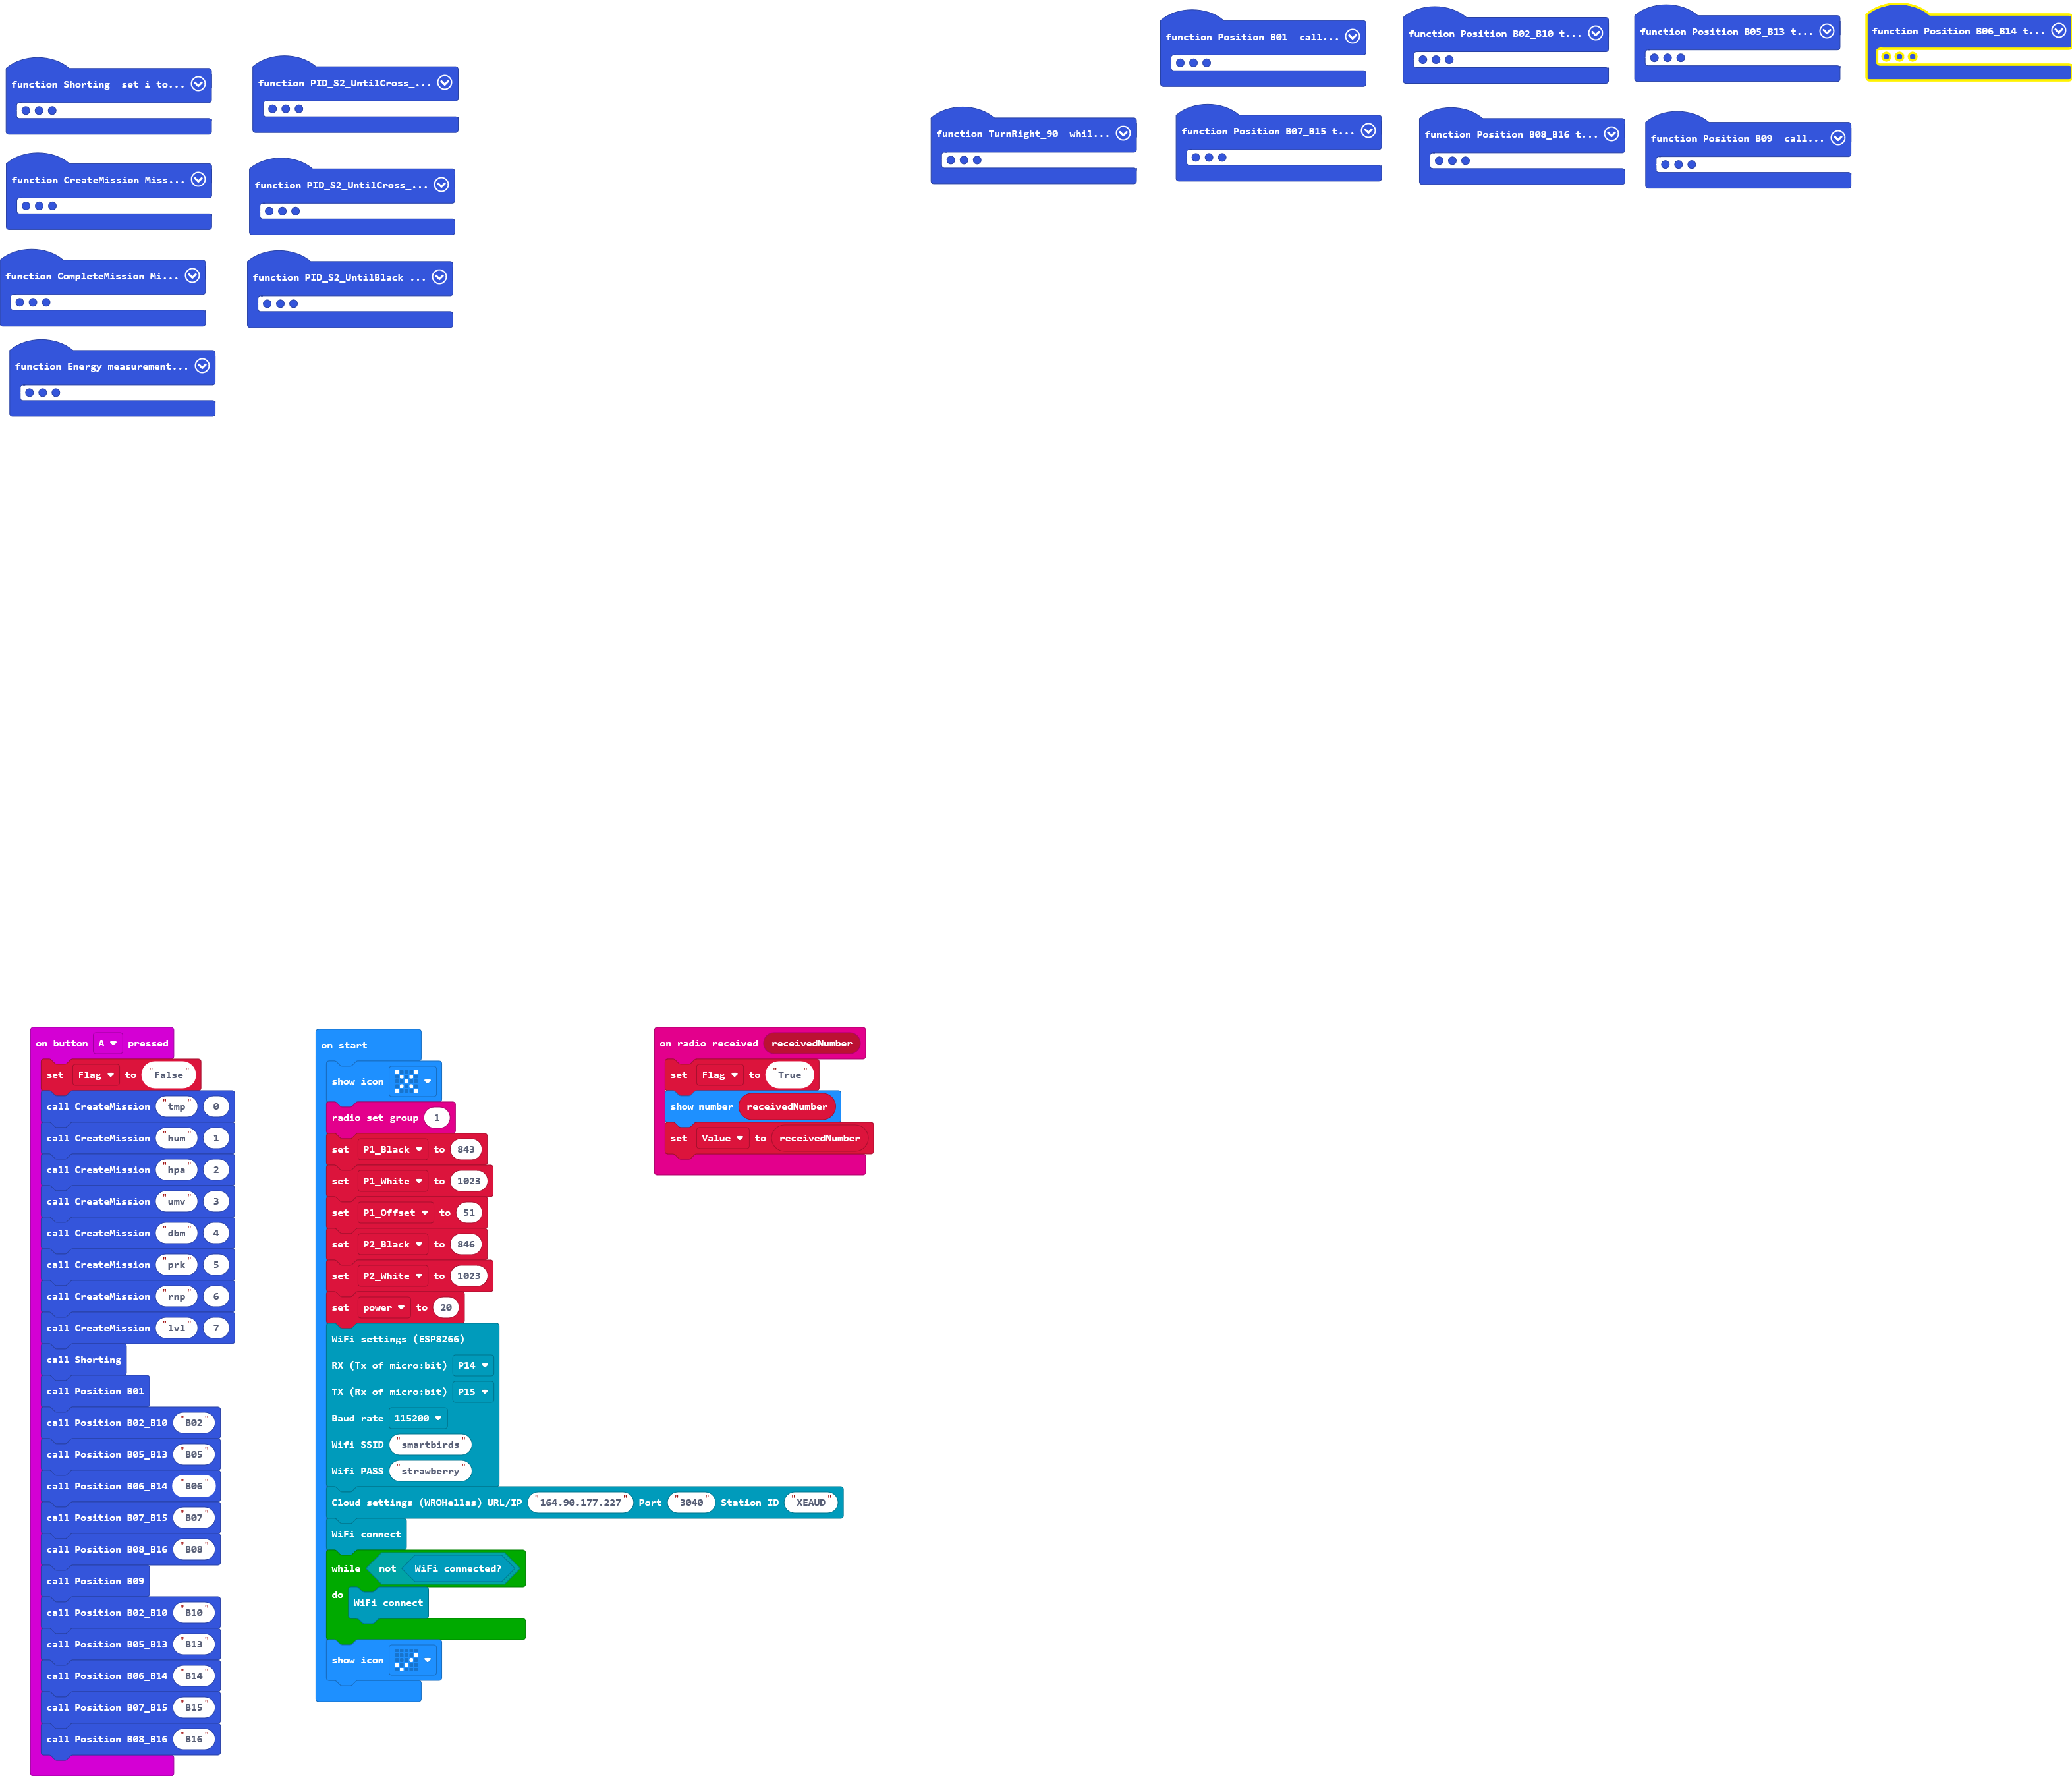 function Position B01  call...
function Position B02_B10 t...
function Position B05_B13 t...
function Position B06_B14 t...
function Shorting  set i to...
function PID_S2_UntilCross_...
function TurnRight_90  whil...
function Position B07_B15 t...
function Position B08_B16 t...
function Position B09  call...
function CreateMission Miss...
function PID_S2_UntilCross_...
function CompleteMission Mi...
function PID_S2_UntilBlack ...
function Energy measurement...
on button A pressed
set Flag to "False"
call CreateMission "tmp" 0
call CreateMission "hum" 1
call CreateMission "hpa" 2
call CreateMission "umv" 3
call CreateMission "dbm" 4
call CreateMission "prk" 5
call CreateMission "rnp" 6
call CreateMission "lvl" 7
call Shorting
call Position B01
call Position B02_B10 "B02"
call Position B05_B13 "B05"
call Position B06_B14 "B06"
call Position B07_B15 "B07"
call Position B08_B16 "B08"
call Position B09
call Position B02_B10 "B10"
call Position B05_B13 "B13"
call Position B06_B14 "B14"
call Position B07_B15 "B15"
call Position B08_B16 "B16"
on start
show icon
radio set group 1
set P1_Black to 843
set P1_White to 1023
set P1_Offset to 51
set P2_Black to 846
set P2_White to 1023
set power to 20
WiFi settings (ESP8266)
RX (Tx of micro:bit) P14
TX (Rx of micro:bit) P15
Baud rate 115200
Wifi SSID "smartbirds"
Wifi PASS "strawberry"
Cloud settings (WROHellas) URL/IP "164.90.177.227" Port "3040" Station ID "XEAUD"
WiFi connect
while not WiFi connected?
do
WiFi connect
show icon
on radio received receivedNumber
set Flag to "True"
show number receivedNumber
set Value to receivedNumber